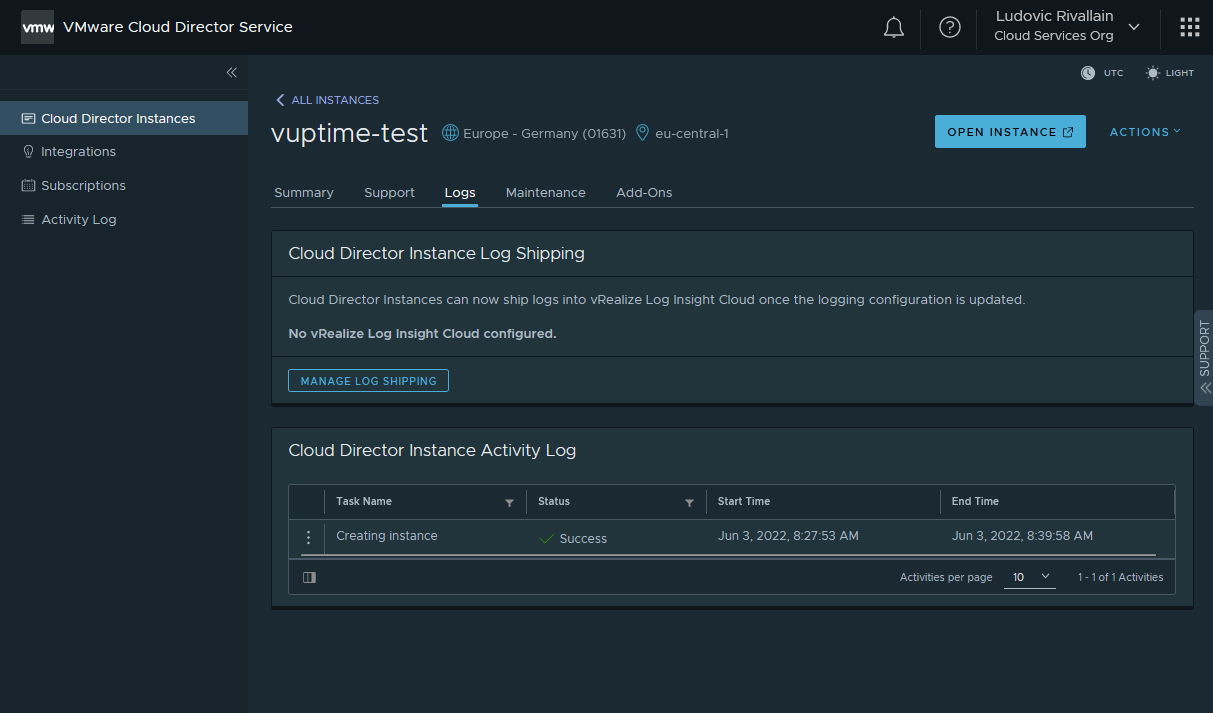 vmw VMware Cloud Director Service
Ludovic Rivallain
Cloud Services Org
UTC LIGHT
Cloud Director Instances
Integrations
Subscriptions
Activity Log
ALL INSTANCES
vuptime-test Europe - Germany (01631) eu-central-1
OPEN INSTANCE ACTIONS
Summary Support Logs Maintenance Add-Ons
Cloud Director Instance Log Shipping
Cloud Director Instances can now ship logs into vRealize Log Insight Cloud once the logging configuration is updated.
No vRealize Log Insight Cloud configured.
MANAGE LOG SHIPPING
SUPPORT
Cloud Director Instance Activity Log
Task Name Status Start Time End Time
Creating instance Success Jun 3, 2022, 8:27:53 AM Jun 3, 2022, 8:39:58 AM
Activities per page 10 1 - 1 of 1 Activities